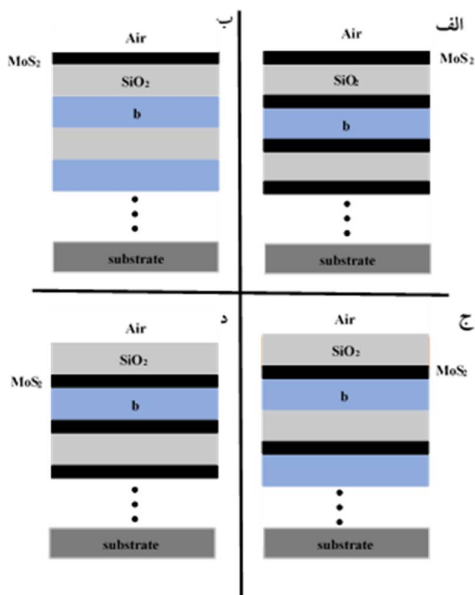 الف
Air
MoS₂
SiO₂
b
substrate
ب
Air
MoS₂
SiO₂
b
substrate
ج
Air
SiO₂
MoS₂
b
substrate
د
Air
SiO₂
MoS₂
b
substrate